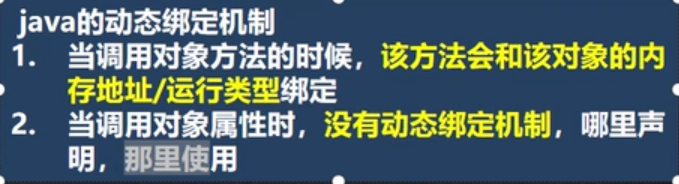 java的动态绑定机制
1. 当调用对象方法的时候，该方法会和该对象的内
存地址/运行类型绑定
2. 当调用对象属性时，没有动态绑定机制，哪里声
明，那里使用